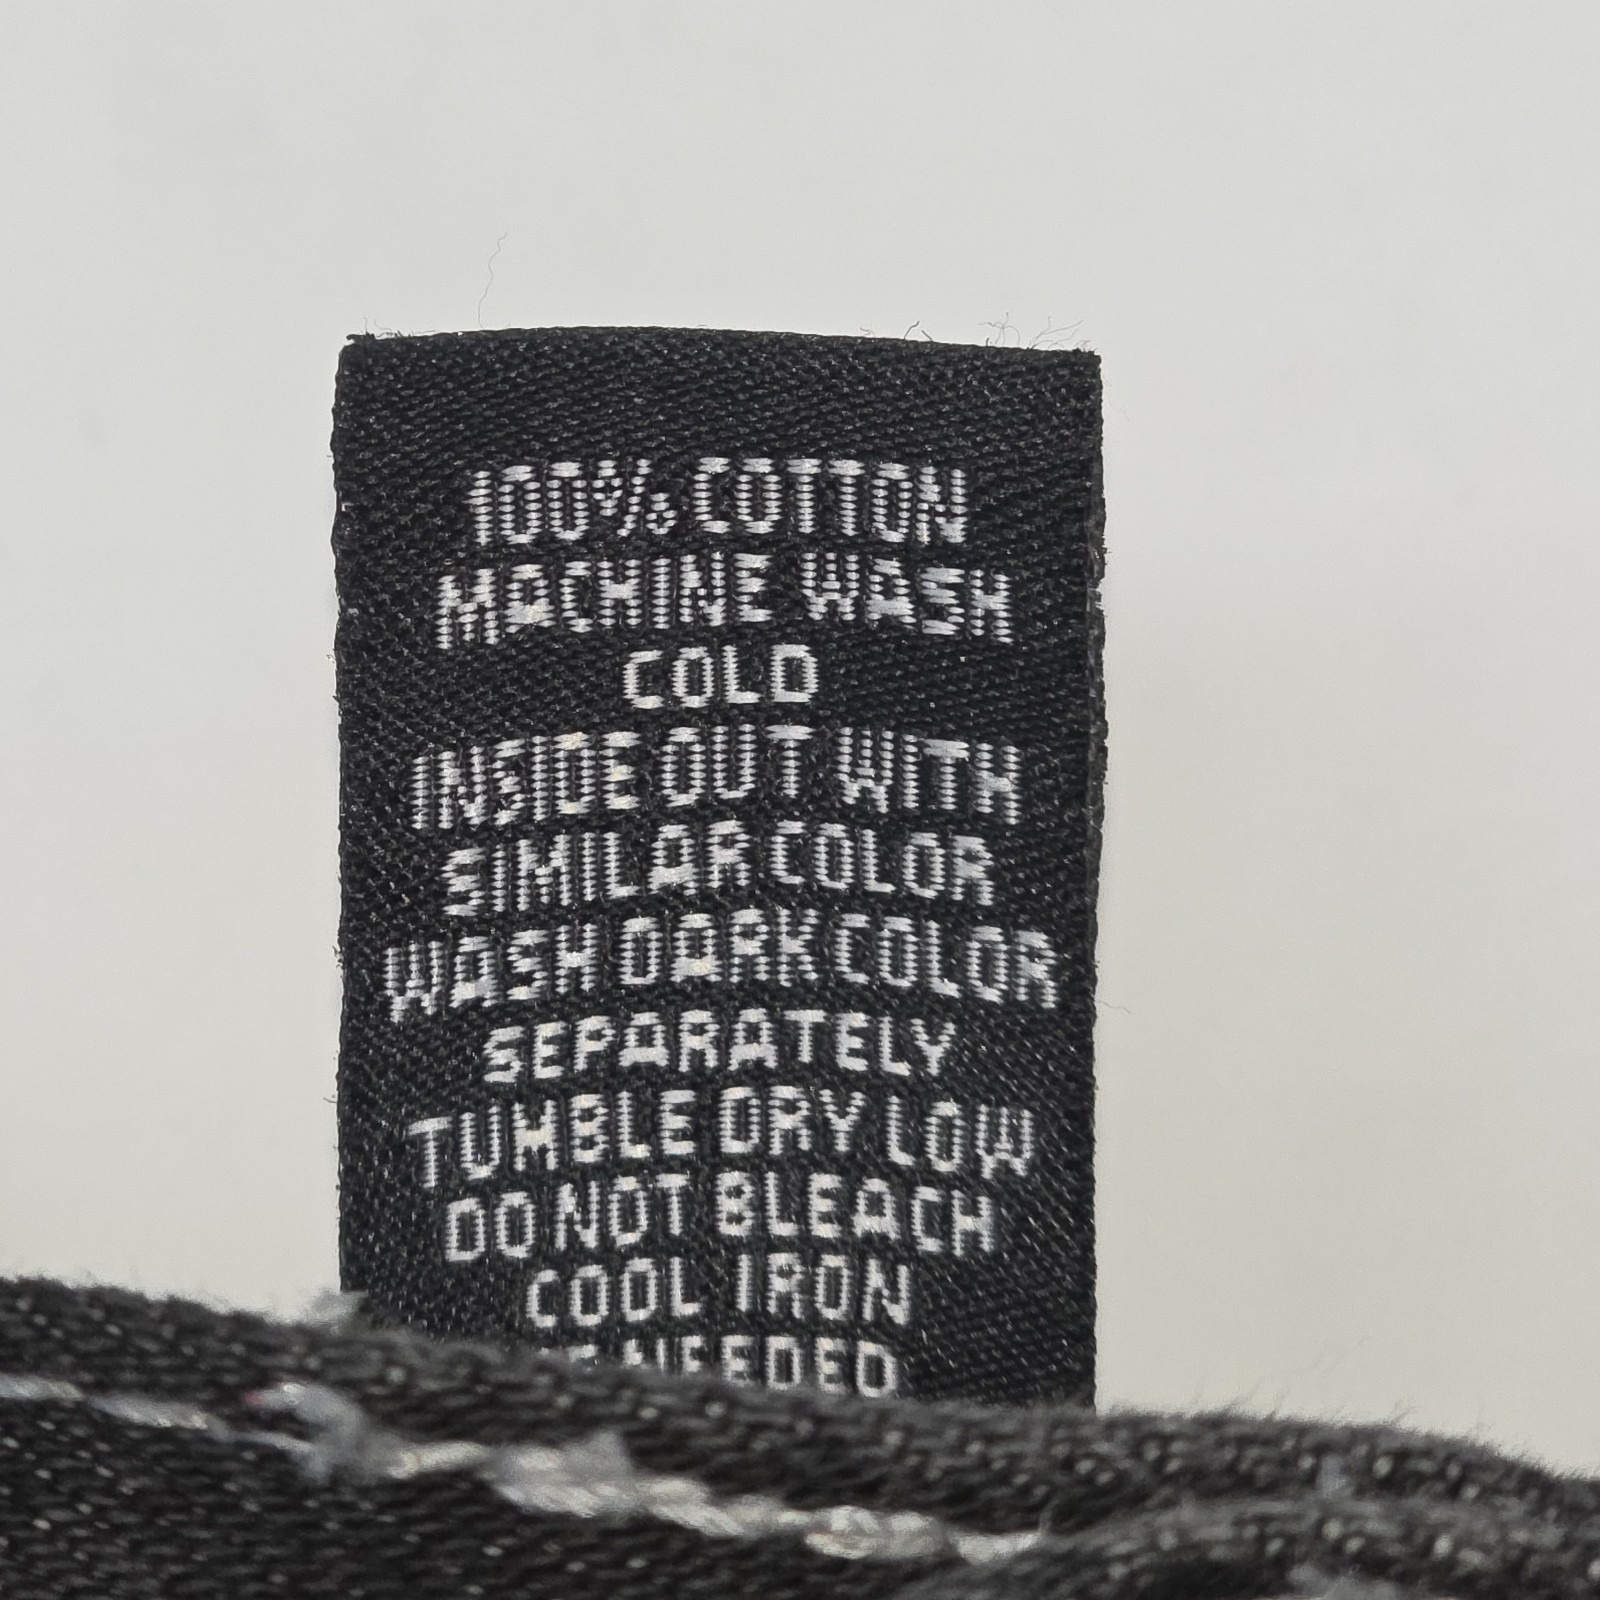 100% COTTON
MACHINE WASH
COLD
INSIDE OUT WITH
SIMILAR COLOR
WASH DARK COLOR
SEPARATELY
TUMBLE DRY LOW
DO NOT BLEACH
COOL IRON
NEEDED